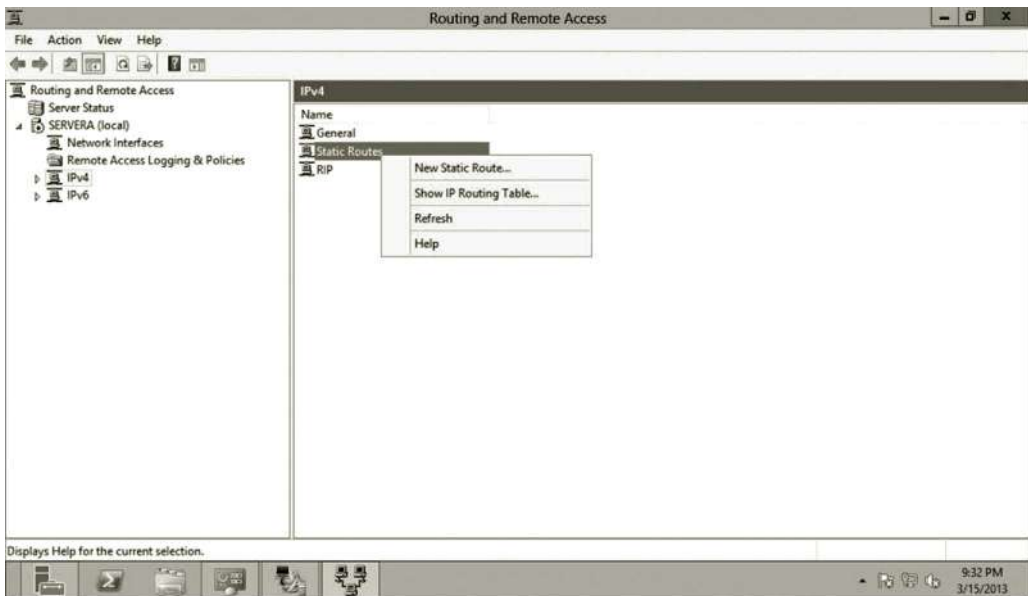 Routing and Remote Access
File Action View Help
Routing and Remote Access
Server Status
SERVERA (local)
Network Interfaces
Remote Access Logging & Policies
IPv4
IPv6
IPv4
Name
General
Static Routes
RIP
New Static Route...
Show IP Routing Table...
Refresh
Help
Displays Help for the current selection.
9:32 PM
3/15/2013